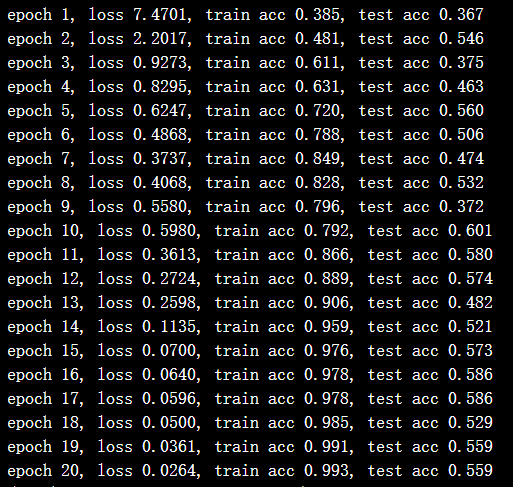 epoch 1, loss 7.4701, train acc 0.385, test acc 0.367
epoch 2, loss 2.2017, train acc 0.481, test acc 0.546
epoch 3, loss 0.9273, train acc 0.611, test acc 0.375
epoch 4, loss 0.8295, train acc 0.631, test acc 0.463
epoch 5, loss 0.6247, train acc 0.720, test acc 0.560
epoch 6, loss 0.4868, train acc 0.788, test acc 0.506
epoch 7, loss 0.3737, train acc 0.849, test acc 0.474
epoch 8, loss 0.4068, train acc 0.828, test acc 0.532
epoch 9, loss 0.5580, train acc 0.796, test acc 0.372
epoch 10, loss 0.5980, train acc 0.792, test acc 0.601
epoch 11, loss 0.3613, train acc 0.866, test acc 0.580
epoch 12, loss 0.2724, train acc 0.889, test acc 0.574
epoch 13, loss 0.2598, train acc 0.906, test acc 0.482
epoch 14, loss 0.1135, train acc 0.959, test acc 0.521
epoch 15, loss 0.0700, train acc 0.976, test acc 0.573
epoch 16, loss 0.0640, train acc 0.978, test acc 0.586
epoch 17, loss 0.0596, train acc 0.978, test acc 0.586
epoch 18, loss 0.0500, train acc 0.985, test acc 0.529
epoch 19, loss 0.0361, train acc 0.991, test acc 0.559
epoch 20, loss 0.0264, train acc 0.993, test acc 0.559